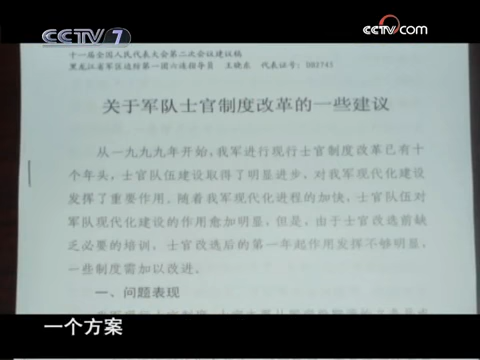 CCTV 7
CCTV.com
十一届全国人民代表大会第二次会议建议稿
黑龙江省军区边防第一团六连指导员 王晓东 代表证号：092743
关于军队士官制度改革的一些建议
从一九九九年开始，我军进行现行士官制度改革已有十
个年头，士官队伍建设取得了明显进步，对我军现代化建设
发挥了重要作用。随着我军现代化进程的加快，士官队伍对
军队现代化建设的作用愈加明显，但是，由于士官改选前缺
乏必要的培训，士官改选后的第一年起作用发挥不够明显，
一些制度需加以改进。
一、问题表现
一个方案